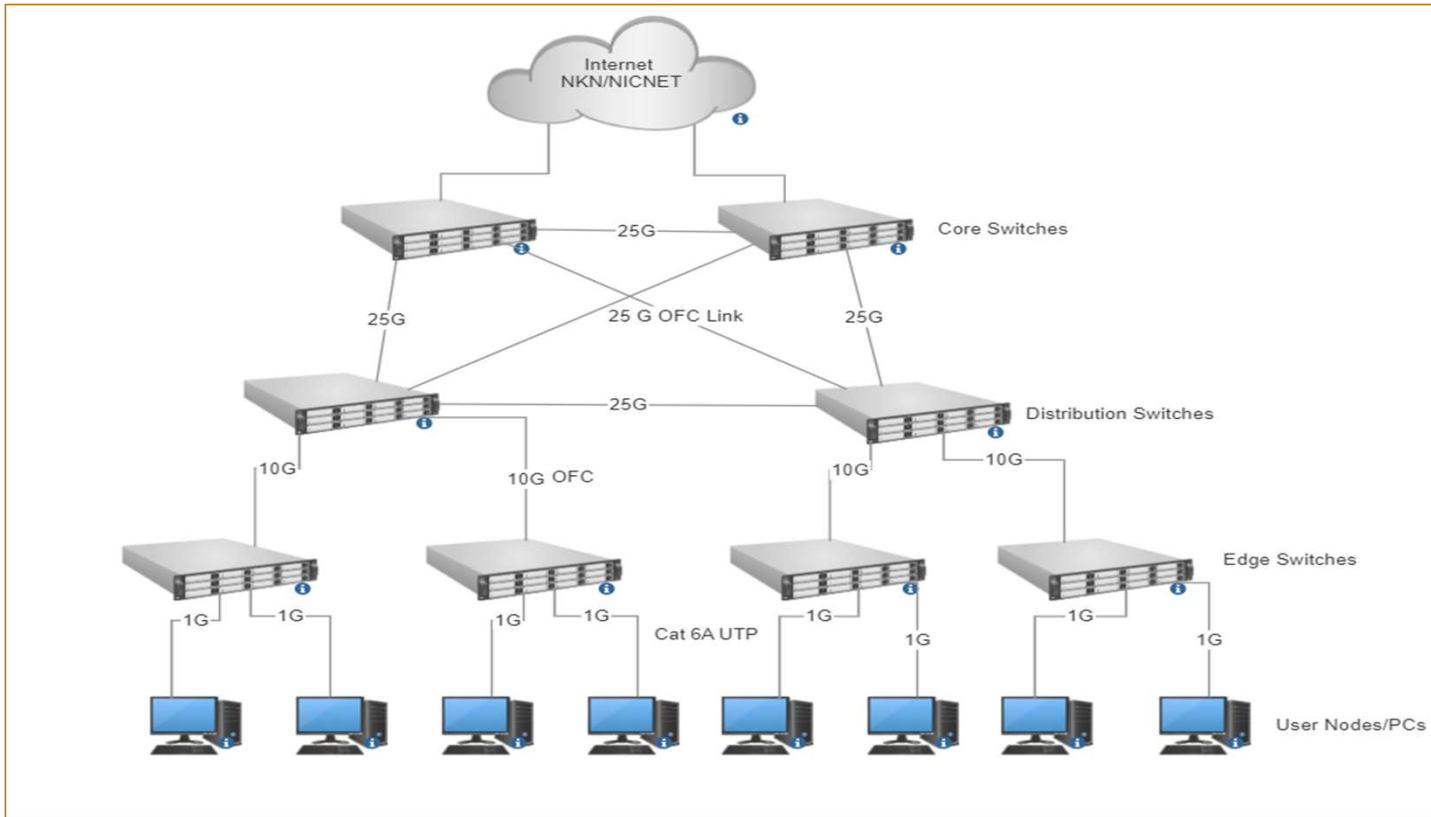 Internet
NKN/NICNET
25G
Core Switches
25G
25 G OFC Link
25G
25G
Distribution Switches
10G
10G OFC
10G
10G
Edge Switches
1G
1G
1G
1G
1G
1G
1G
1G
Cat 6A UTP
User Nodes/PCs